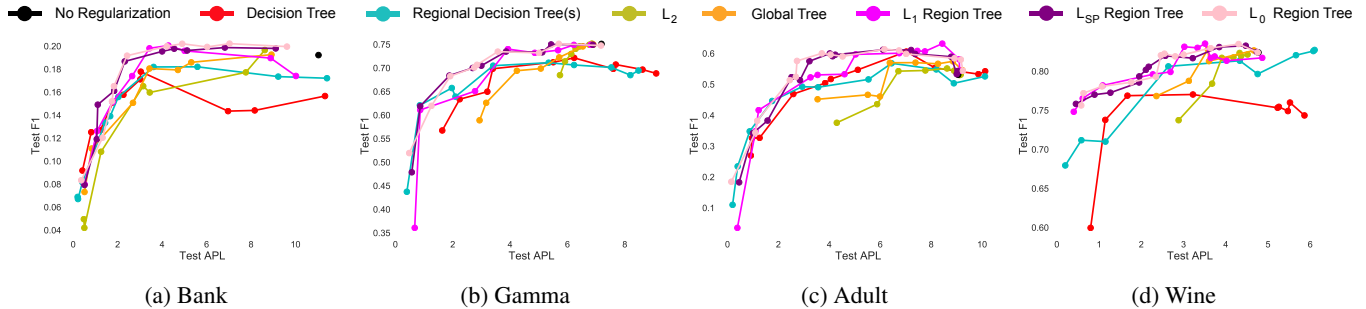 No Regularization Decision Tree Regional Decision Tree(s) L2 Global Tree L1 Region Tree LSP Region Tree L0 Region Tree
0.20
0.18
0.16
0.14
0.12
0.10
0.08
0.06
0.04
Test F1
0 2 4 6 8 10
Test APL
(a) Bank
0.75
0.70
0.65
0.60
0.55
0.50
0.45
0.40
0.35
Test F1
0 2 4 6 8
Test APL
(b) Gamma
0.6
0.5
0.4
0.3
0.2
0.1
Test F1
0 2 4 6 8 10
Test APL
(c) Adult
0.80
0.75
0.70
0.65
0.60
Test F1
0 1 2 3 4 5 6
Test APL
(d) Wine